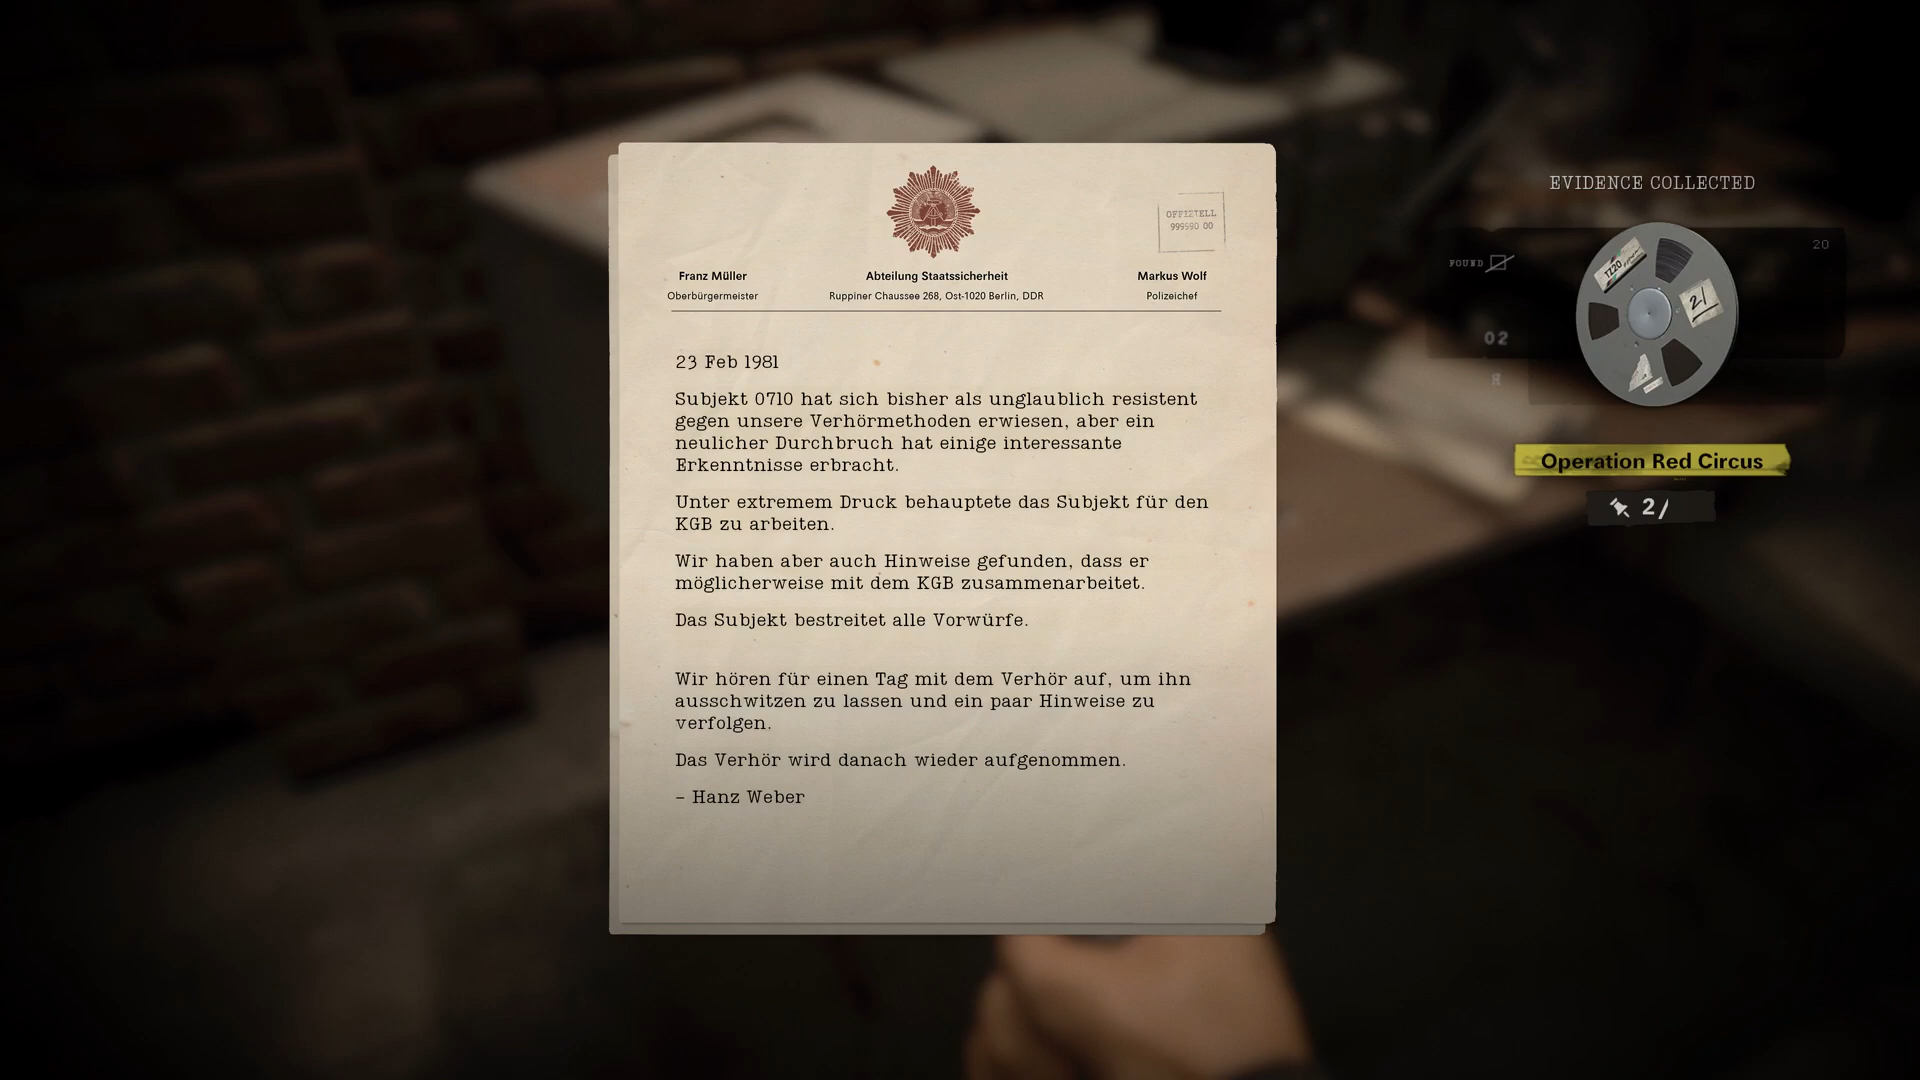 OFFIZIELL
999990 00
Franz Müller
Oberbürgermeister
Abteilung Staatssicherheit
Ruppiner Chaussee 268, Ost-1020 Berlin, DDR
Markus Wolf
Polizeichef
23 Feb 1981
Subjekt 0710 hat sich bisher als unglaublich resistent
gegen unsere Verhörmethoden erwiesen, aber ein
neulicher Durchbruch hat einige interessante
Erkenntnisse erbracht.
Unter extremem Druck behauptete das Subjekt für den
KGB zu arbeiten.
Wir haben aber auch Hinweise gefunden, dass er
möglicherweise mit dem KGB zusammenarbeitet.
Das Subjekt bestreitet alle Vorwürfe.
Wir hören für einen Tag mit dem Verhör auf, um ihn
ausschwitzen zu lassen und ein paar Hinweise zu
verfolgen.
Das Verhör wird danach wieder aufgenommen.
– Hanz Weber
EVIDENCE COLLECTED
20
FOUND
02
2/
Operation Red Circus
2/